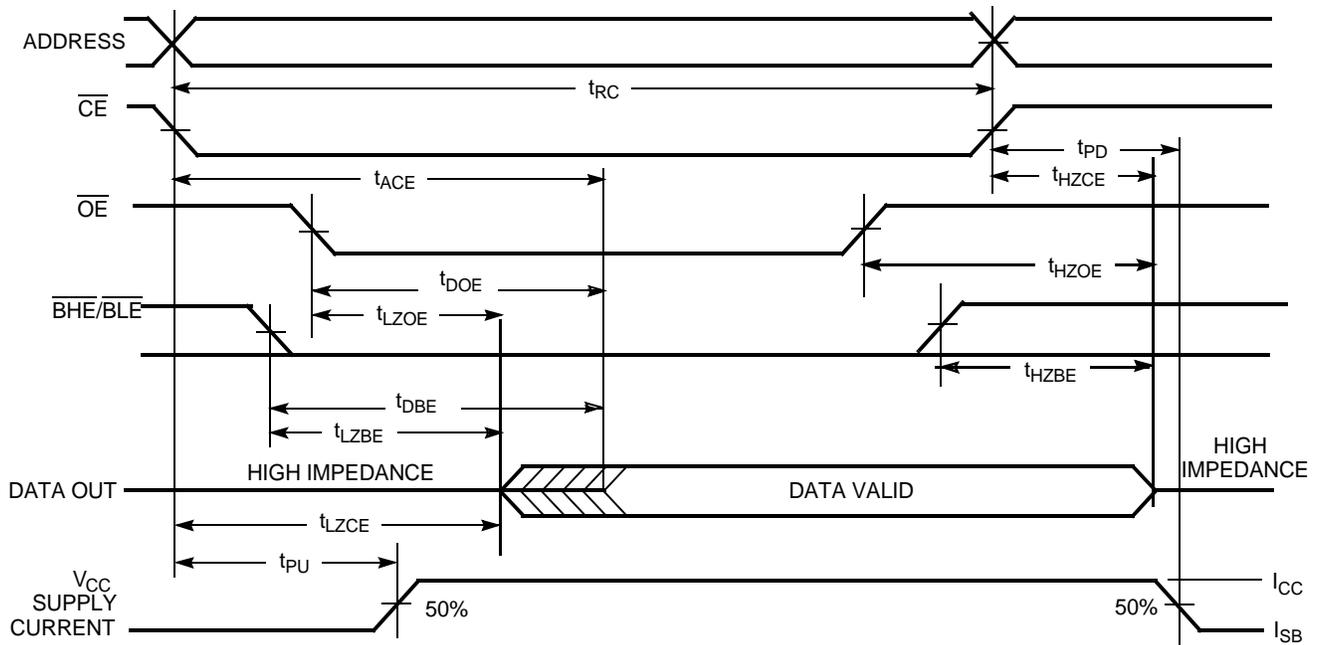 ADDRESS
tRC
CE
tPD
tACE
tHZCE
OE
tHZOE
tDOE
BHE/BLE
tLZOE
tHZBE
tDBE
tLZBE
HIGH IMPEDANCE
HIGH
IMPEDANCE
DATA OUT
DATA VALID
tLZCE
tPU
VCC
SUPPLY
CURRENT
50%
50%
ICC
ISB